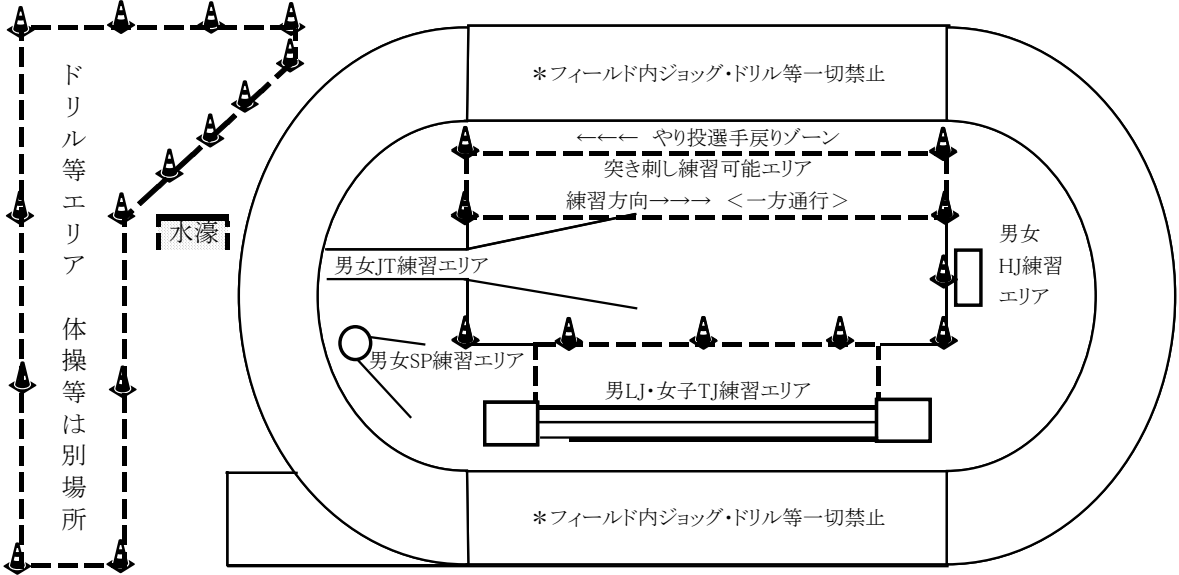 ドリル等エリア　体操等は別場所
水濠
＊フィールド内ジョッグ・ドリル等一切禁止
←←←　やり投選手戻りゾーン
突き刺し練習可能エリア
練習方向→→→　＜一方通行＞
男女JT練習エリア
男女
HJ練習
エリア
男女SP練習エリア
男LJ・女子TJ練習エリア
＊フィールド内ジョッグ・ドリル等一切禁止